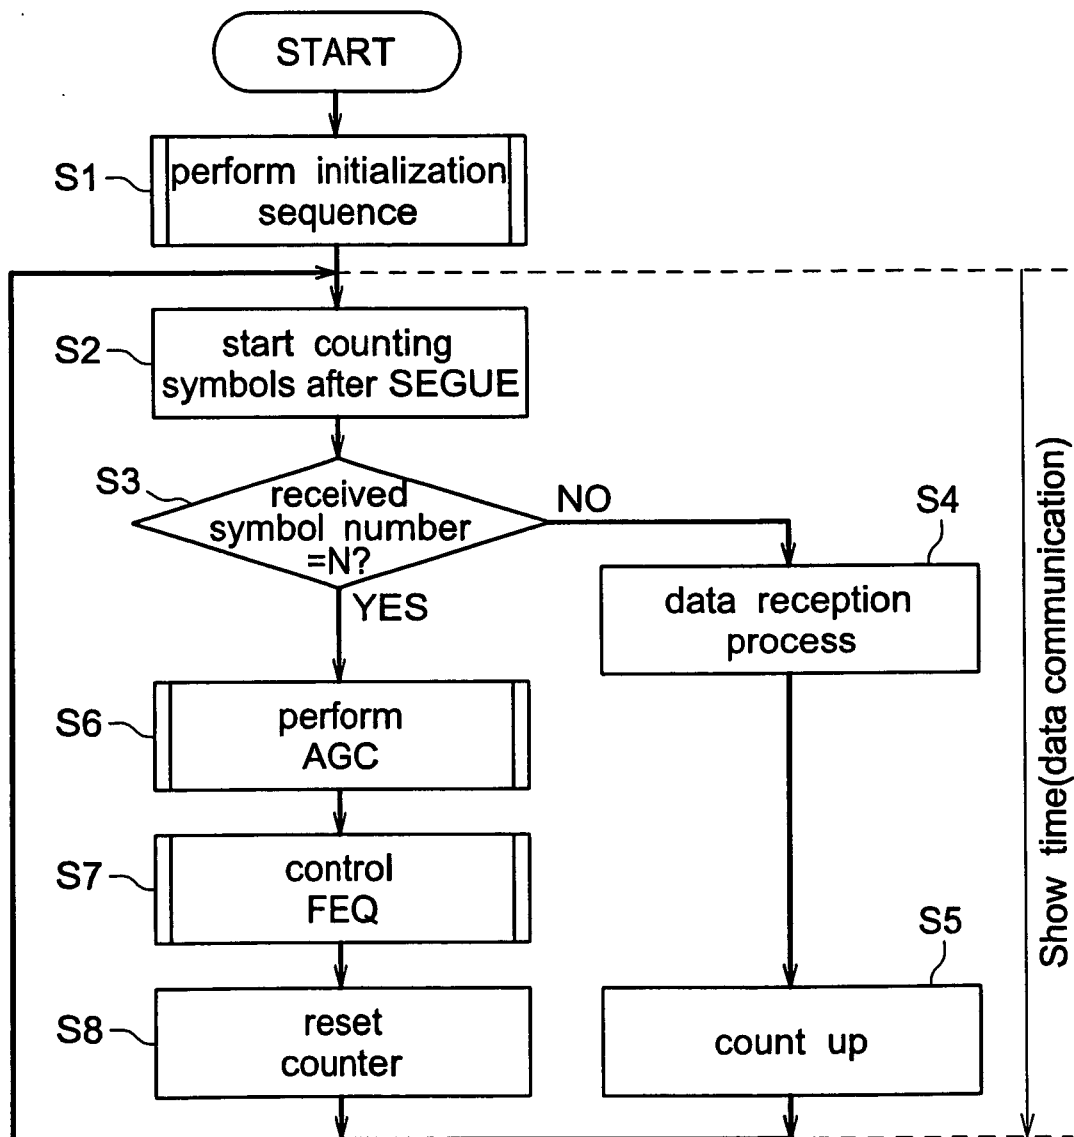 START
S1
perform initialization
sequence
S2
start counting
symbols after SEGUE
S3
received
symbol number
=N?
NO
YES
S4
data reception
process
S6
perform
AGC
S7
control
FEQ
S5
count up
S8
reset
counter
Show time(data communication)